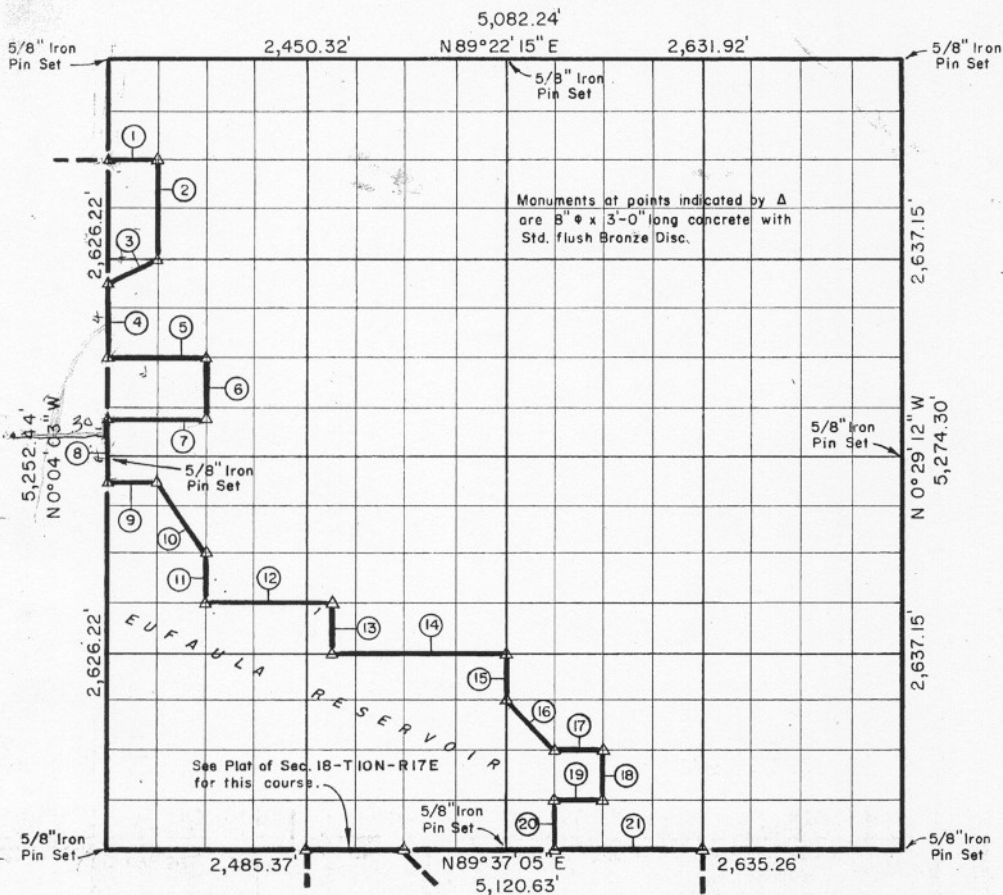 5,082.24'
2,450.32'
N89°22'15"E
2,631.92'
5/8" Iron
Pin Set
5/8" Iron
Pin Set
5/8" Iron
Pin Set
1
2
Monuments at points indicated by Δ
are 8" Φ x 3'-0" long concrete with
Std. flush Bronze Disc.
2,626.22'
3
2,637.15'
4
5
6
30
7
8
5/8" Iron
Pin Set
5/8" Iron
Pin Set
5,252.44'
N0°04'03"W
N 0°29'12"W
5,274.30'
9
10
11
12
13
14
EUFAULA RESERVOIR
2,626.22'
2,637.15'
15
16
17
18
19
See Plat of Sec. 18-T10N-R17E
for this course.
5/8" Iron
Pin Set
20
21
5/8" Iron
Pin Set
5/8" Iron
Pin Set
2,485.37'
N89°37'05"E
2,635.26'
5,120.63'